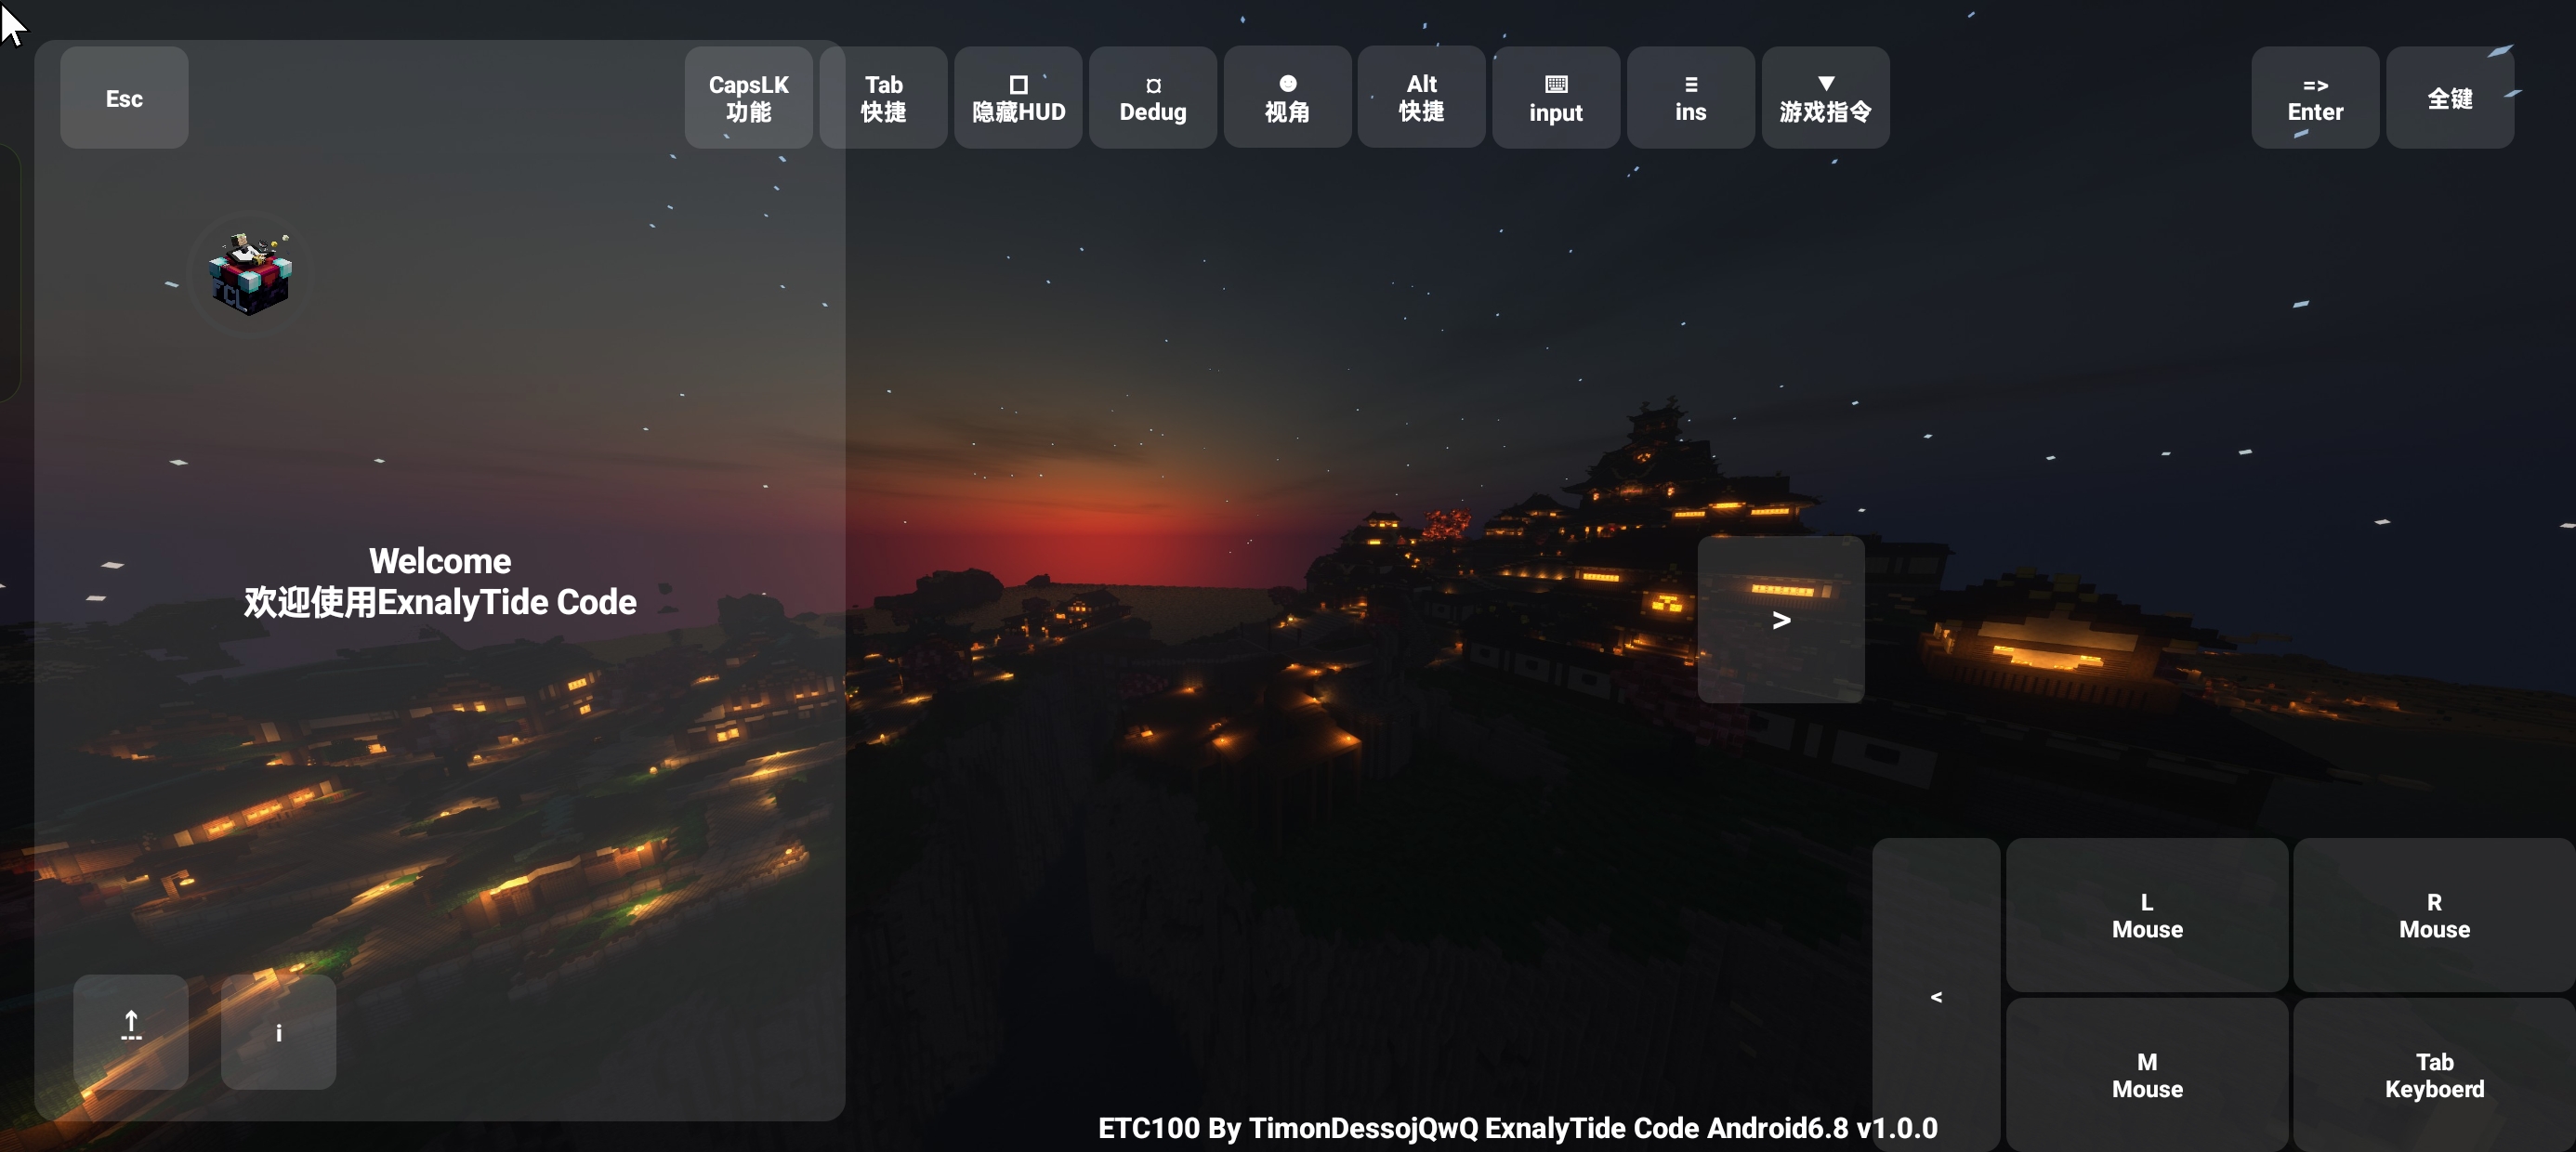 Esc
CapsLK
功能
Tab
快捷
隐藏HUD
¤
Dedug
☻
视角
Alt
快捷
⌨
input
≡
ins
▼
游戏指令
=>
Enter
全键
FCL
Welcome
欢迎使用ExnalyTide Code
>
<
L
Mouse
R
Mouse
M
Mouse
Tab
Keyboerd
i
ETC100 By TimonDessojQwQ ExnalyTide Code Android6.8 v1.0.0